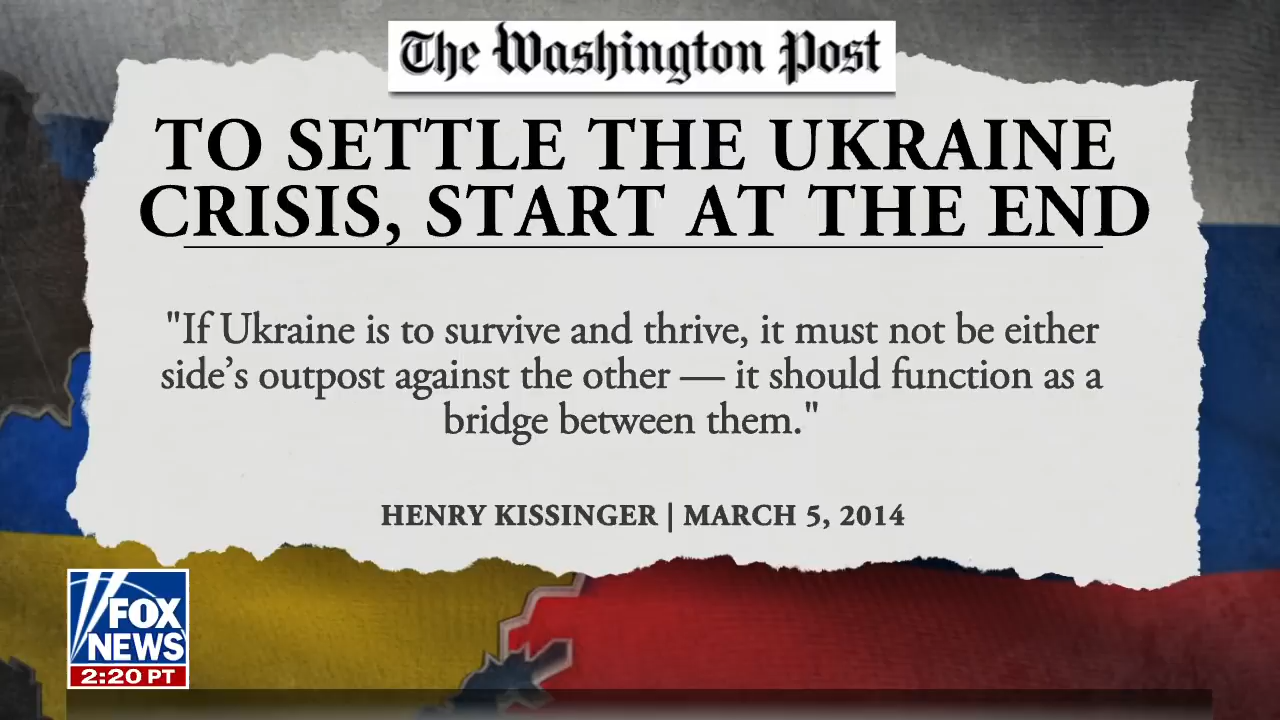 The Washington Post
TO SETTLE THE UKRAINE
CRISIS, START AT THE END
"If Ukraine is to survive and thrive, it must not be either
side’s outpost against the other — it should function as a
bridge between them."
HENRY KISSINGER | MARCH 5, 2014
FOX
NEWS
2:20 PT